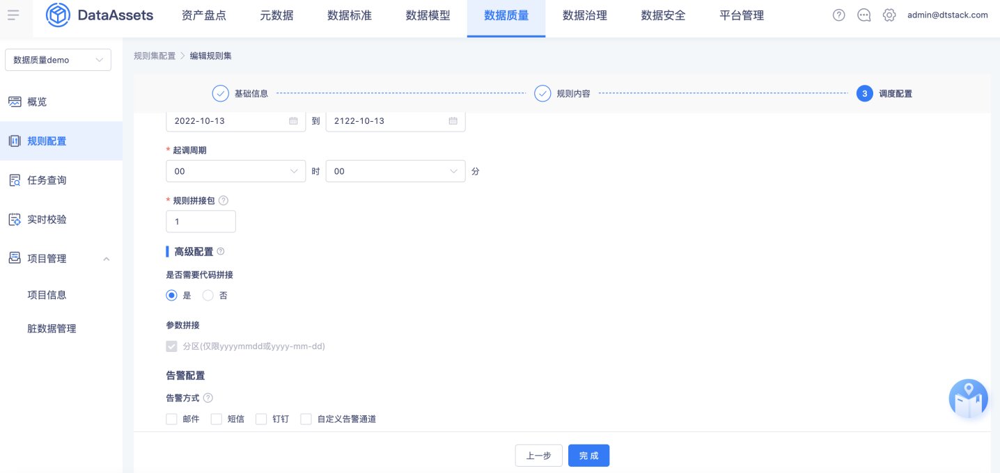 DataAssets 资产盘点 元数据 数据标准 数据模型 数据质量 数据治理 数据安全 平台管理 admin@dtstack.com
数据质量demo
概览
规则配置
任务查询
实时校验
项目管理
项目信息
脏数据管理
规则集配置 > 编辑规则集
基础信息 规则内容 3 调度配置
2022-10-13 到 2122-10-13
* 起调周期
00 时 00 分
* 规则拼接包 ?
1
高级配置 ?
是否需要代码拼接
是 否
参数拼接
分区(仅限yyyymmdd或yyyy-mm-dd)
告警配置
告警方式 ?
邮件 短信 钉钉 自定义告警通道
上一步 完成